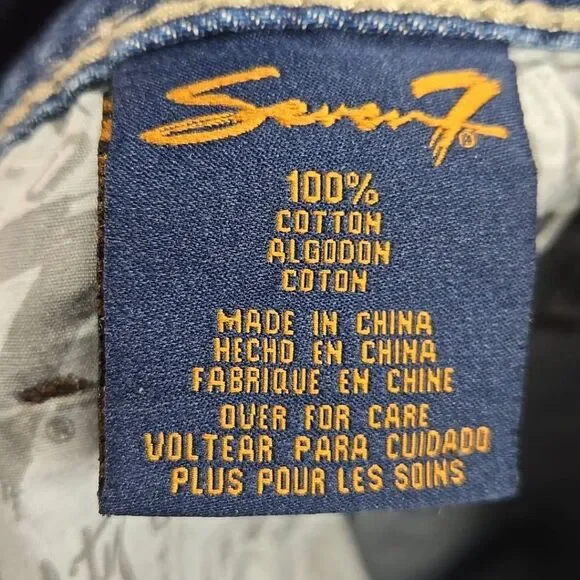 Seven7®
100%
COTTON
ALGODON
COTON
MADE IN CHINA
HECHO EN CHINA
FABRIQUE EN CHINE
OVER FOR CARE
VOLTEAR PARA CUIDADO
PLUS POUR LES SOINS